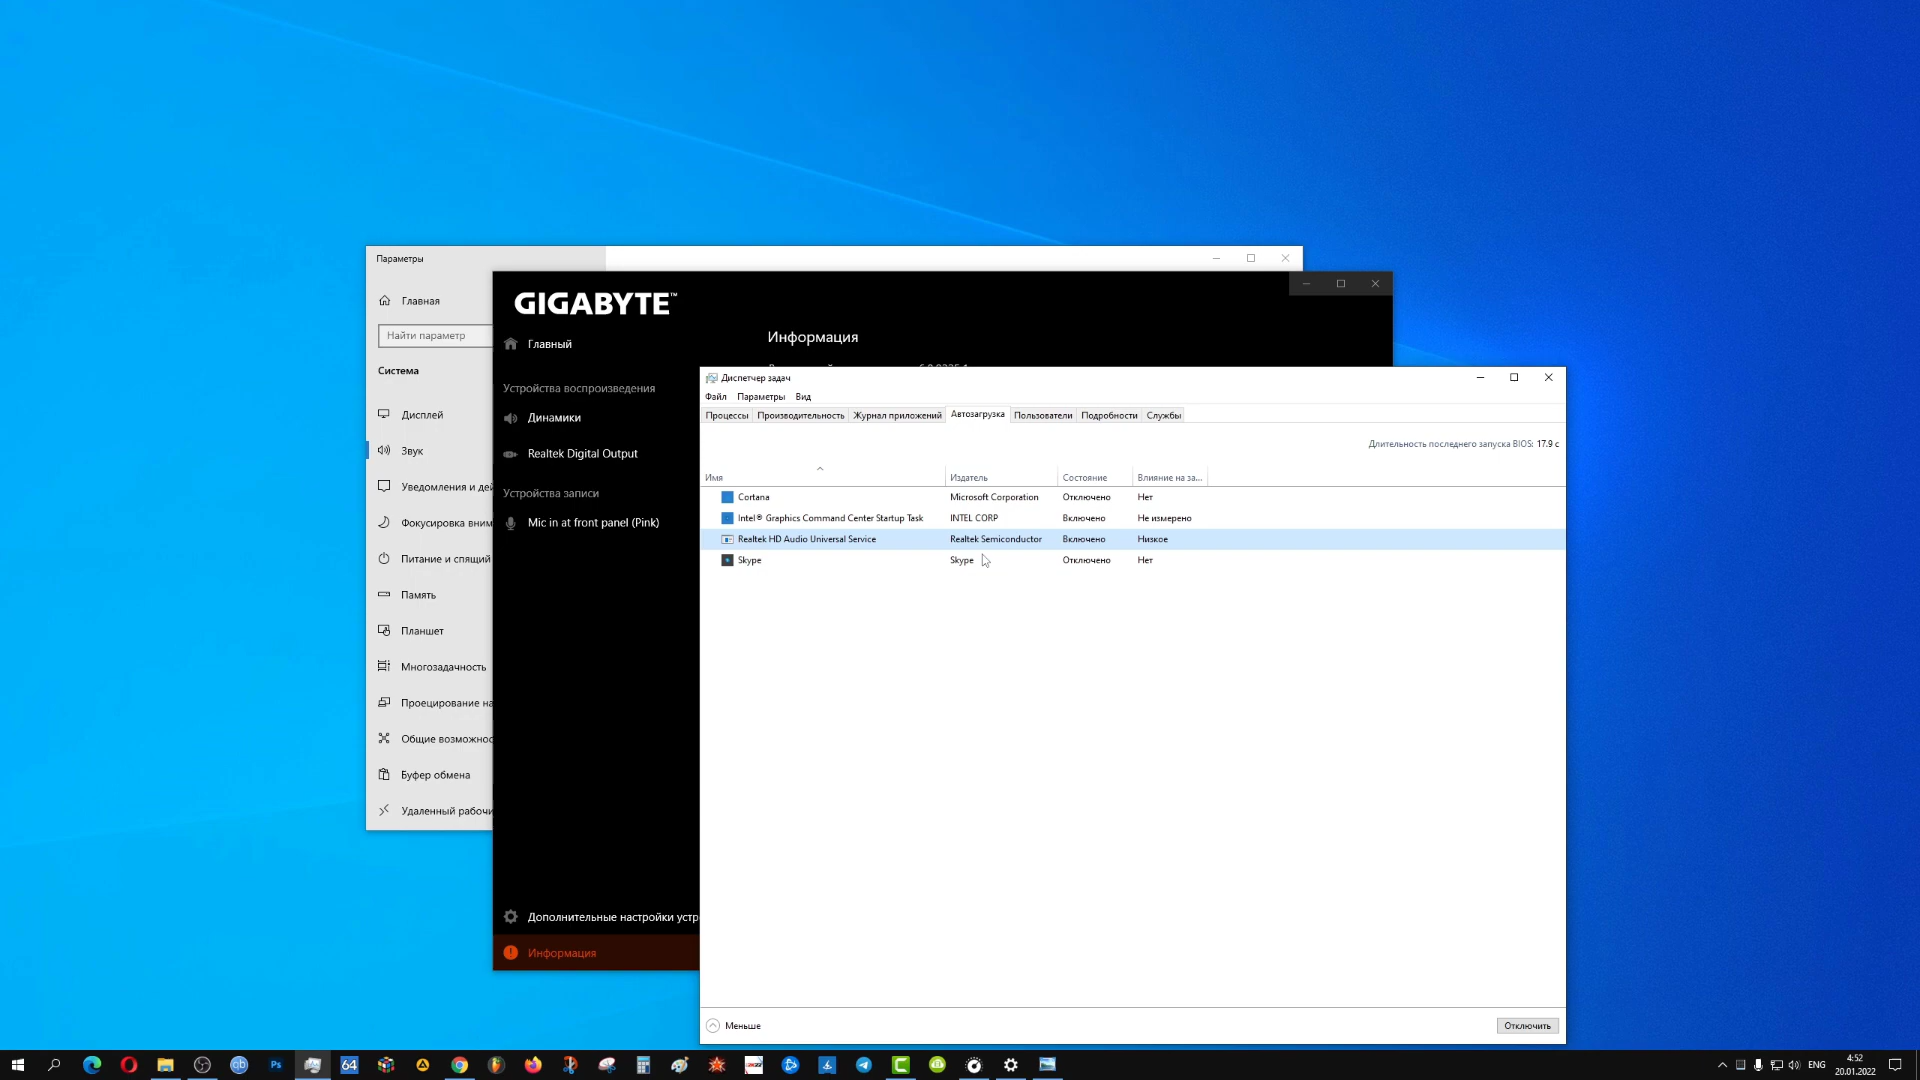 Параметры
Главная
Найти параметр
Система
Дисплей
Звук
Уведомления и дей
Фокусировка вним
Питание и спящий
Память
Планшет
Многозадачность
Проецирование на
Общие возможнос
Буфер обмена
Удаленный рабочи
GIGABYTE™
Главный
Устройства воспроизведения
Динамики
Realtek Digital Output
Устройства записи
Mic in at front panel (Pink)
Дополнительные настройки устр
Информация
Информация
Диспетчер задач
Файл Параметры Вид
Процессы Производительность Журнал приложений Автозагрузка Пользователи Подробности Службы
Длительность последнего запуска BIOS: 17.9 с
Имя Издатель Состояние Влияние на за...
Cortana Microsoft Corporation Отключено Нет
Intel® Graphics Command Center Startup Task INTEL CORP Включено Не измерено
Realtek HD Audio Universal Service Realtek Semiconductor Включено Низкое
Skype Skype Отключено Нет
Меньше
Отключить
qb Ps 64 ENG
4:52
20.01.2022